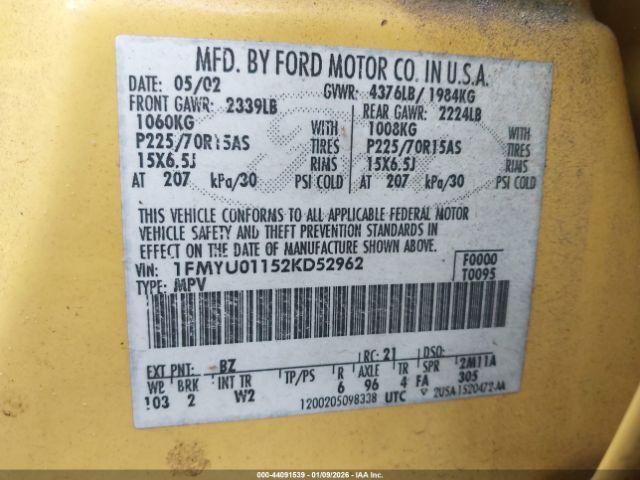 MFD. BY FORD MOTOR CO. IN U.S.A.
DATE: 05/02 GVWR: 4376LB/ 1984KG
FRONT GAWR: 2339LB REAR GAWR: 2224LB
1060KG WITH 1008KG WITH
P225/70R15AS TIRES P225/70R15AS TIRES
15X6.5J RIMS 15X6.5J RIMS
AT 207 kPa/30 PSI COLD AT 207 kPa/30 PSI COLD
THIS VEHICLE CONFORMS TO ALL APPLICABLE FEDERAL MOTOR
VEHICLE SAFETY AND THEFT PREVENTION STANDARDS IN
EFFECT ON THE DATE OF MANUFACTURE SHOWN ABOVE.
VIN: 1FMYU01152KD52962 F0000
TYPE: MPV T0095
EXT PNT: BZ RC: 21 DSO:
WB BRK INT TR TP/PS R AXLE TR SPR 2M11A
103 2 W2 6 96 4 FA 305
1200205098338 UTC 2USA1520472AA
000-44091539 - 01/09/2026 - IAA Inc.